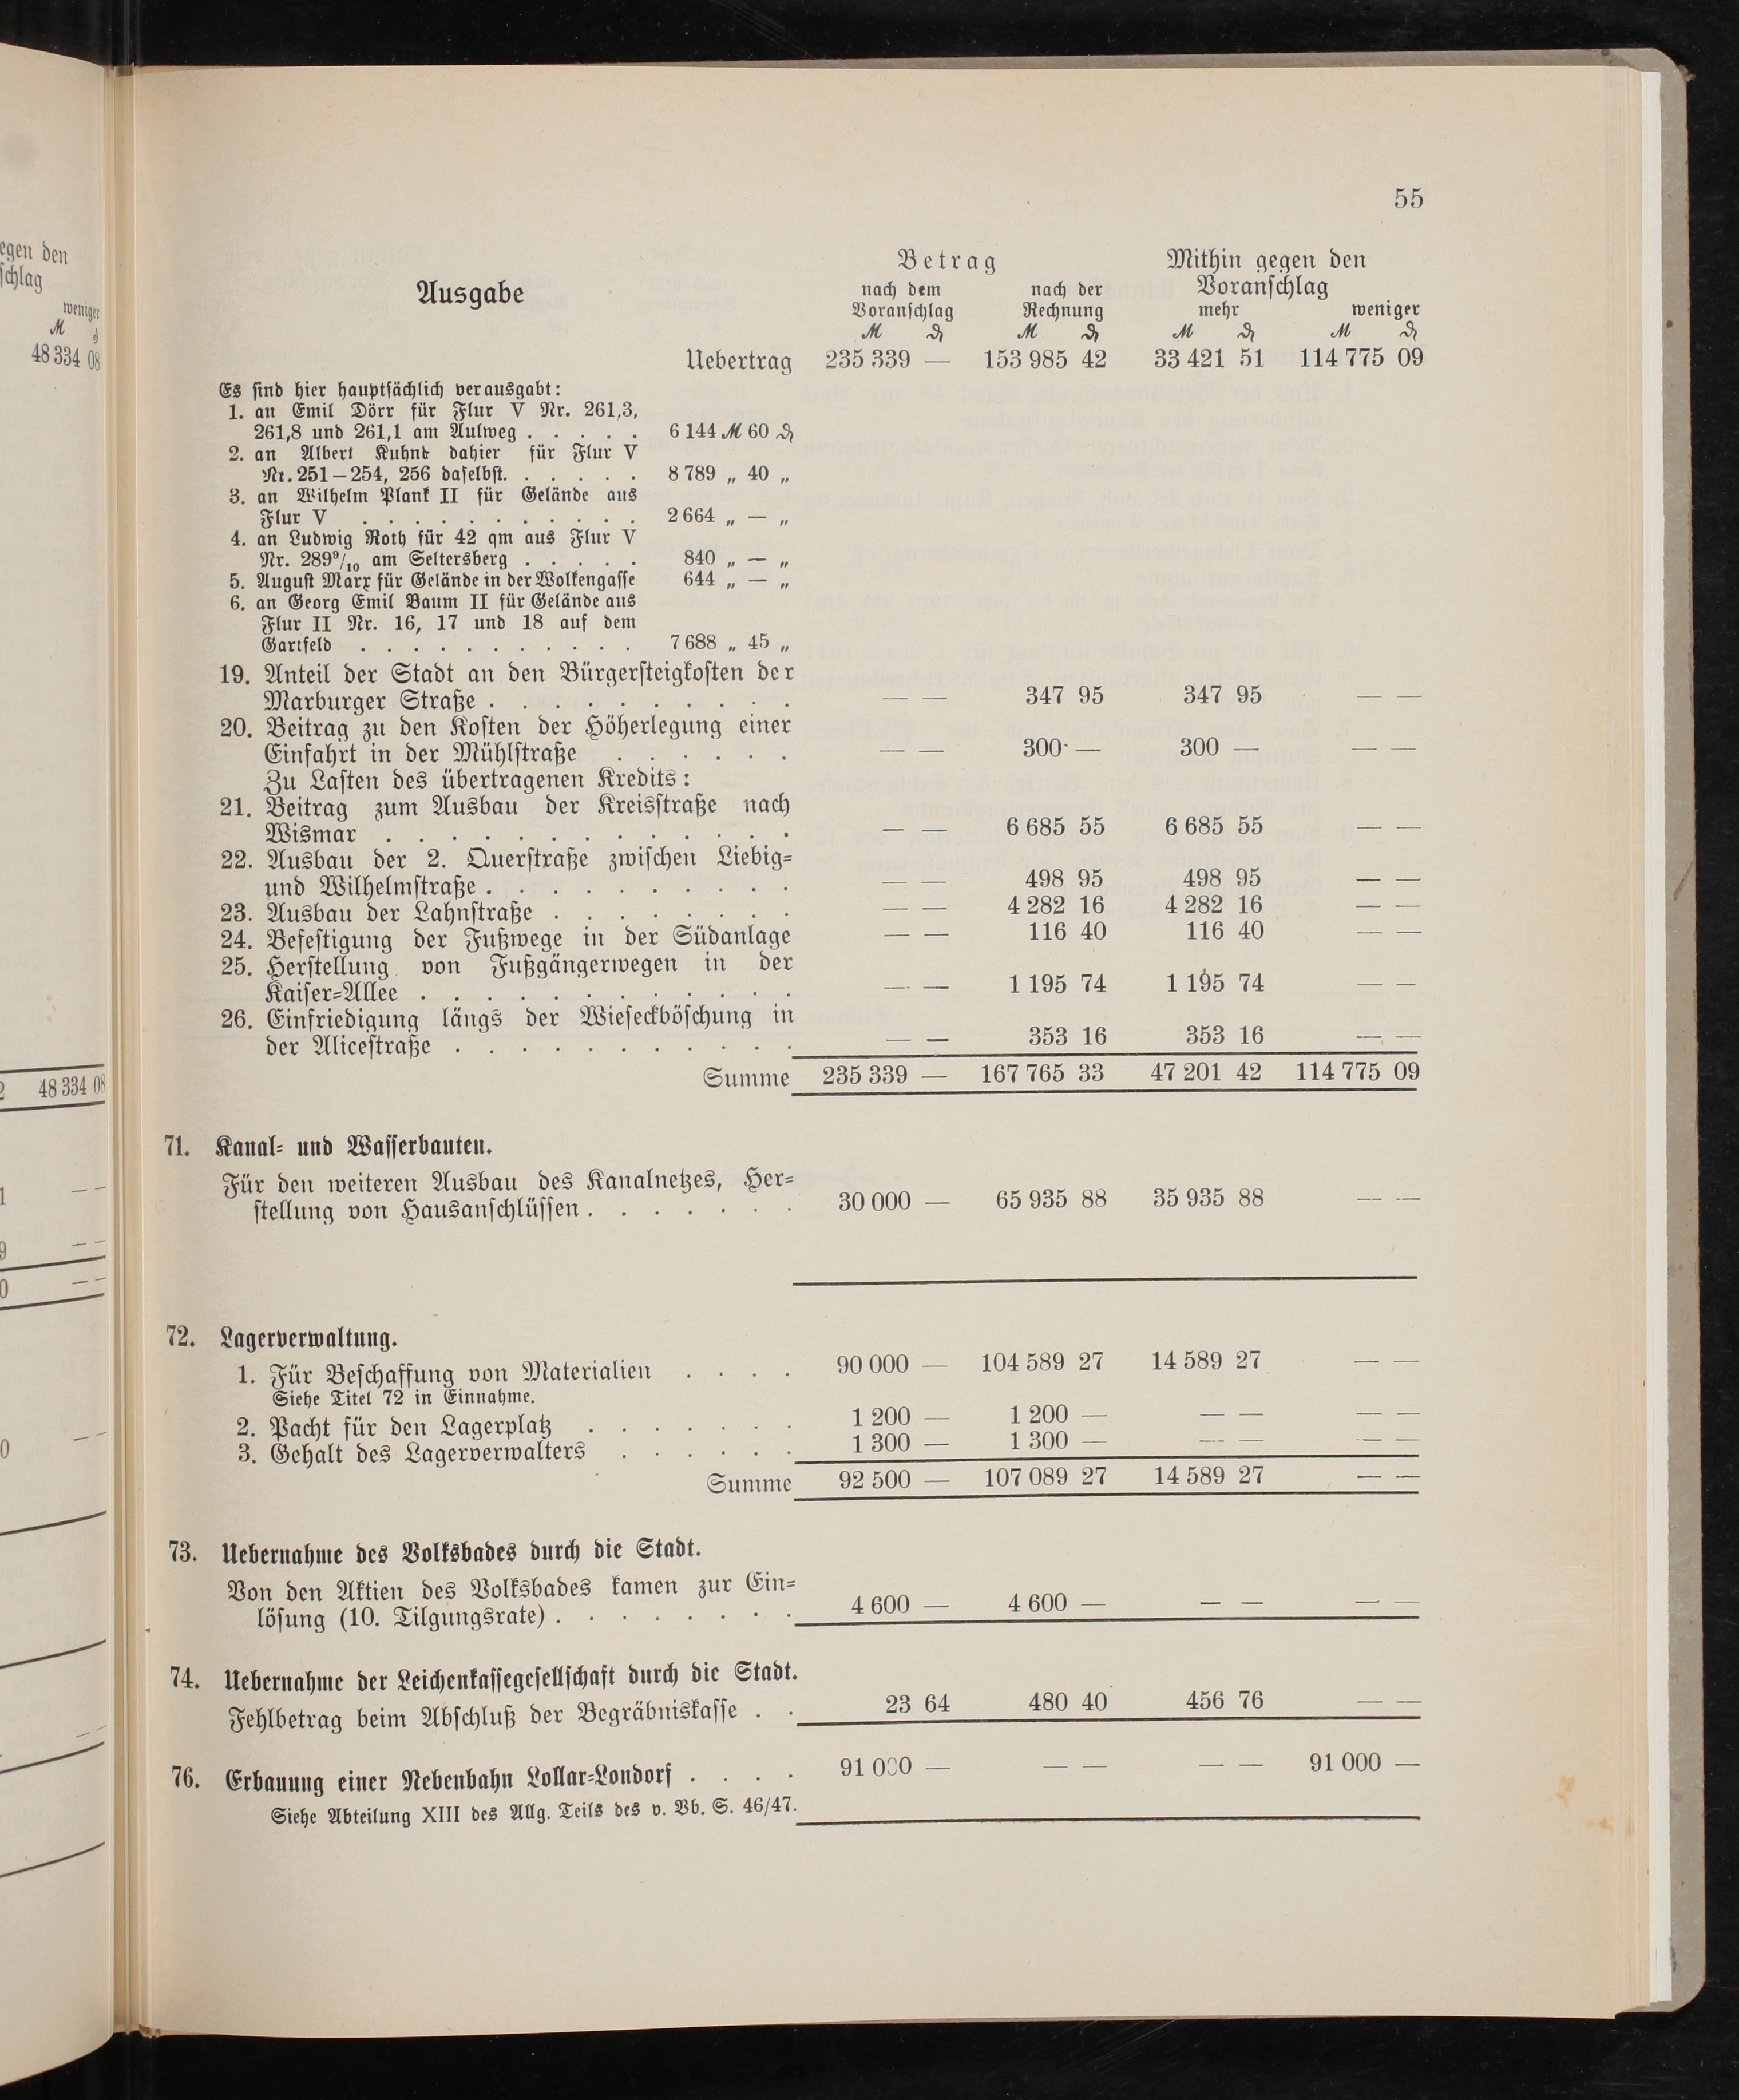 egen den
schlag
weniger
M ₰
48 334 08
48 334 08
55
Ausgabe
Betrag
Mithin gegen den
Voranschlag
nach dem
Voranschlag
nach der
Rechnung
mehr
weniger
M ₰ M ₰ M ₰ M ₰
Uebertrag 235 339 — 153 985 42 33 421 51 114 775 09
Es sind hier hauptsächlich verausgabt:
1. an Emil Dörr für Flur V Nr. 261,3,
261,8 und 261,1 am Aulweg . . . . . 6 144 M 60 ₰
2. an Albert Kuhnt dahier für Flur V
Nr. 251—254, 256 daselbst. . . . . . 8 789 „ 40 „
3. an Wilhelm Plank II für Gelände aus
Flur V . . . . . . . . . . . 2 664 „ — „
4. an Ludwig Roth für 42 qm aus Flur V
Nr. 289⁹/₁₀ am Seltersberg . . . . . 840 „ — „
5. August Marx für Gelände in der Wolkengasse 644 „ — „
6. an Georg Emil Baum II für Gelände aus
Flur II Nr. 16, 17 und 18 auf dem
Gartfeld . . . . . . . . . . . 7 688 „ 45 „
19. Anteil der Stadt an den Bürgersteigkosten der
Marburger Straße . . . . . . . . . . — — 347 95 347 95 — —
20. Beitrag zu den Kosten der Höherlegung einer
Einfahrt in der Mühlstraße . . . . . . — — 300 — 300 — — —
Zu Lasten des übertragenen Kredits:
21. Beitrag zum Ausbau der Kreisstraße nach
Wismar . . . . . . . . . . . . . — — 6 685 55 6 685 55 — —
22. Ausbau der 2. Querstraße zwischen Liebig-
und Wilhelmstraße . . . . . . . . . . — — 498 95 498 95 — —
23. Ausbau der Lahnstraße . . . . . . . . — — 4 282 16 4 282 16 — —
24. Befestigung der Fußwege in der Südanlage — — 116 40 116 40 — —
25. Herstellung von Fußgängerwegen in der
Kaiser-Allee . . . . . . . . . . . . — — 1 195 74 1 195 74 — —
26. Einfriedigung längs der Wieseckböschung in
der Alicestraße . . . . . . . . . . . — — 353 16 353 16 — —
Summe 235 339 — 167 765 33 47 201 42 114 775 09
71. Kanal- und Wasserbauten.
Für den weiteren Ausbau des Kanalnetzes, Her-
stellung von Hausanschlüssen . . . . . . . 30 000 — 65 935 88 35 935 88 — —
72. Lagerverwaltung.
1. Für Beschaffung von Materialien . . . . 90 000 — 104 589 27 14 589 27 — —
Siehe Titel 72 in Einnahme.
2. Pacht für den Lagerplatz . . . . . . . 1 200 — 1 200 — — — — —
3. Gehalt des Lagerverwalters . . . . . . 1 300 — 1 300 — — — — —
Summe 92 500 — 107 089 27 14 589 27 — —
73. Uebernahme des Volksbades durch die Stadt.
Von den Aktien des Volksbades kamen zur Ein-
lösung (10. Tilgungsrate) . . . . . . . . 4 600 — 4 600 — — — — —
74. Uebernahme der Leichenkassegesellschaft durch die Stadt.
Fehlbetrag beim Abschluß der Begräbniskasse . . 23 64 480 40 456 76 — —
76. Erbauung einer Nebenbahn Lollar-Londorf . . . . 91 000 — — — — — 91 000 —
Siehe Abteilung XIII des Allg. Teils des v. Vb. S. 46/47.